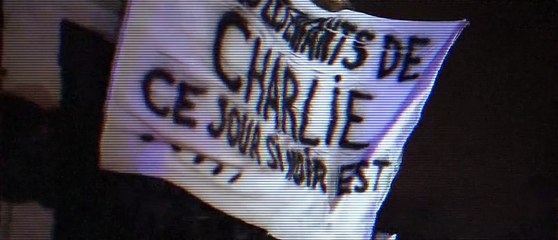 DE
CHARLIE
CE JOUR SI NOIR EST